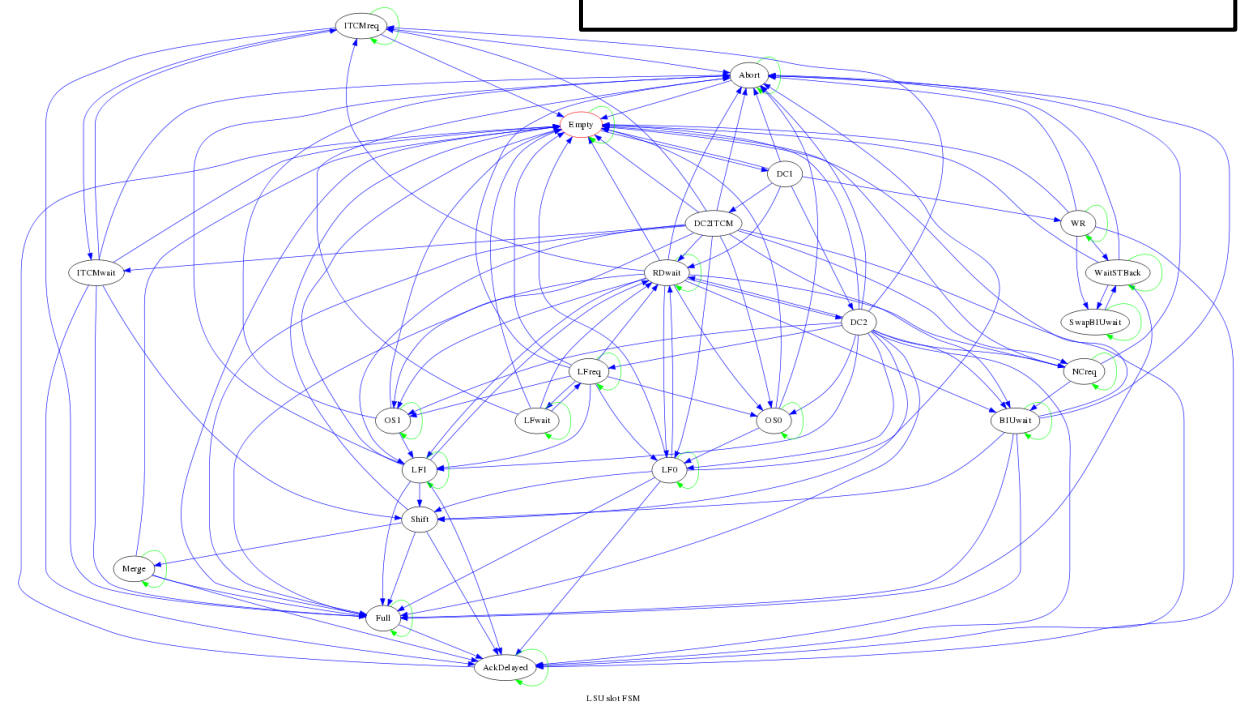 ITCMreq
Abort
Empty
DC1
DC2ITCM
WR
ITCMwait
RDwait
WaitSTBack
DC2
SwapBIUwait
LFreq
NCreq
OS1
LFwait
OS0
BIUwait
LF1
LF0
Shift
Merge
Full
AckDelayed
LSU slot FSM